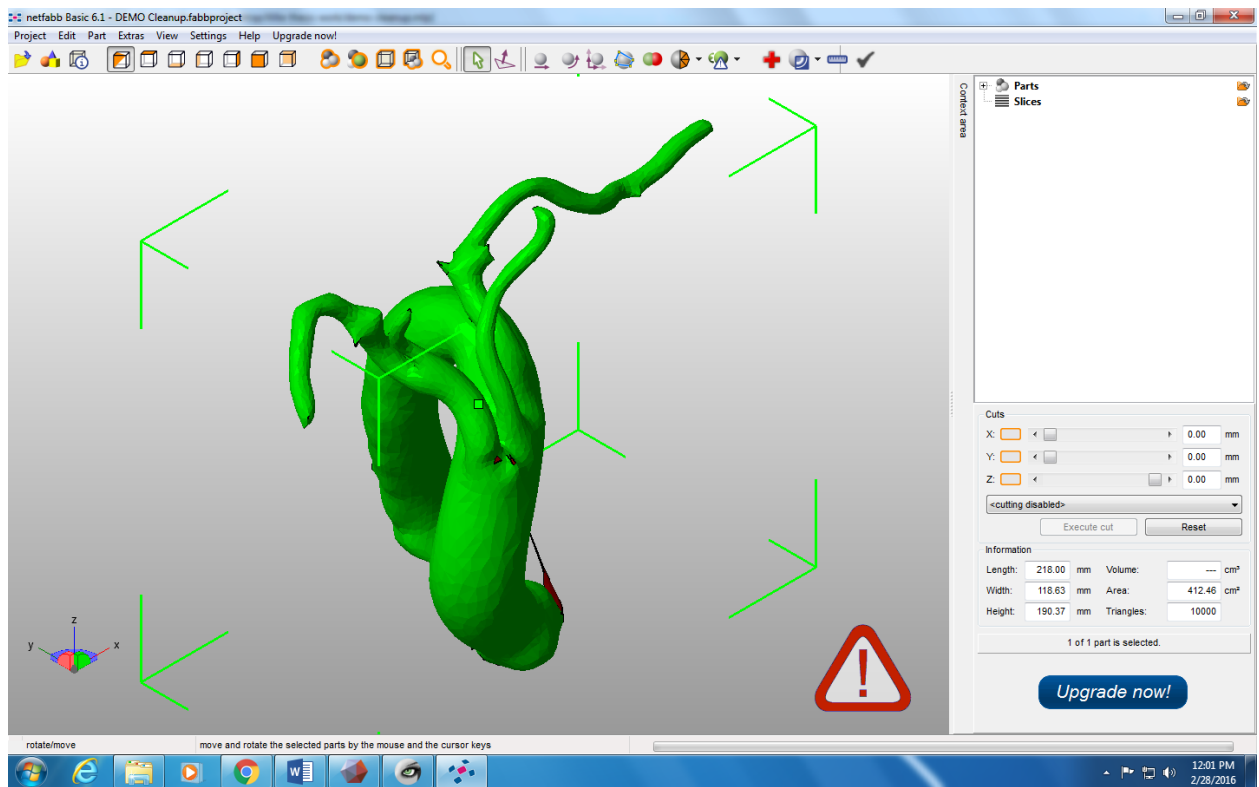 netfabb Basic 6.1 - DEMO Cleanup.fabbproject
Project Edit Part Extras View Settings Help Upgrade now!
Context area
Parts
Slices
Cuts
X: 0.00 mm
Y: 0.00 mm
Z: 0.00 mm
<cutting disabled>
Execute cut Reset
Information
Length: 218.00 mm Volume: --- cm³
Width: 118.63 mm Area: 412.46 cm²
Height: 190.37 mm Triangles: 10000
1 of 1 part is selected.
Upgrade now!
z
y x
!
rotate/move move and rotate the selected parts by the mouse and the cursor keys
W
12:01 PM
2/28/2016